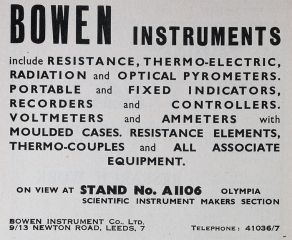 BOWEN INSTRUMENTS
include RESISTANCE, THERMO-ELECTRIC,
RADIATION and OPTICAL PYROMETERS.
PORTABLE and FIXED INDICATORS,
RECORDERS and CONTROLLERS.
VOLTMETERS and AMMETERS with
MOULDED CASES. RESISTANCE ELEMENTS,
THERMO-COUPLES and ALL ASSOCIATE
EQUIPMENT.
ON VIEW AT STAND No. A1106 OLYMPIA
SCIENTIFIC INSTRUMENT MAKERS SECTION
BOWEN INSTRUMENT Co., LTD.
9/13 NEWTON ROAD, LEEDS, 7 TELEPHONE: 41036/7